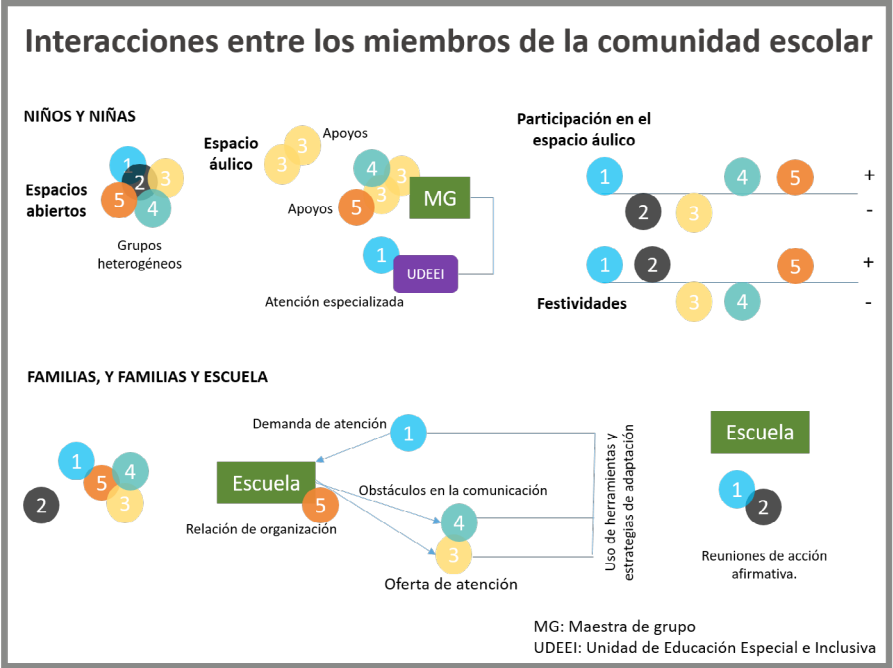 Interacciones entre los miembros de la comunidad escolar
NIÑOS Y NIÑAS
Espacios
abiertos
1
2
3
5
4
Grupos
heterogéneos
Espacio
áulico
3
3
Apoyos
4
3
3
5
Apoyos
MG
1
UDEEI
Atención especializada
Participación en el
espacio áulico
1
4
5
+
2
3
-
1
2
5
+
Festividades
3
4
-
FAMILIAS, Y FAMILIAS Y ESCUELA
1
4
5
2
3
Demanda de atención
1
Escuela
5
Relación de organización
Obstáculos en la comunicación
4
3
Oferta de atención
Uso de herramientas y
estrategias de adaptación
Escuela
1
2
Reuniones de acción
afirmativa.
MG: Maestra de grupo
UDEEI: Unidad de Educación Especial e Inclusiva